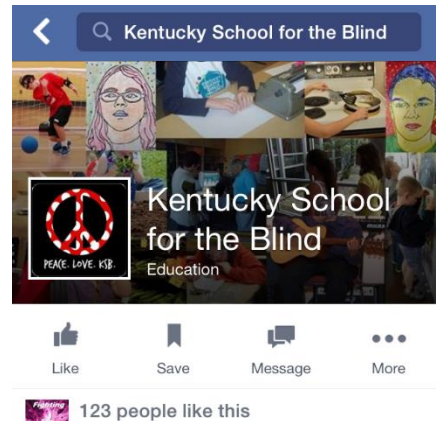 Kentucky School for the Blind
Kentucky School
for the Blind
Education
PEACE. LOVE. KSB.
Like
Save
Message
More
Fighting
123 people like this